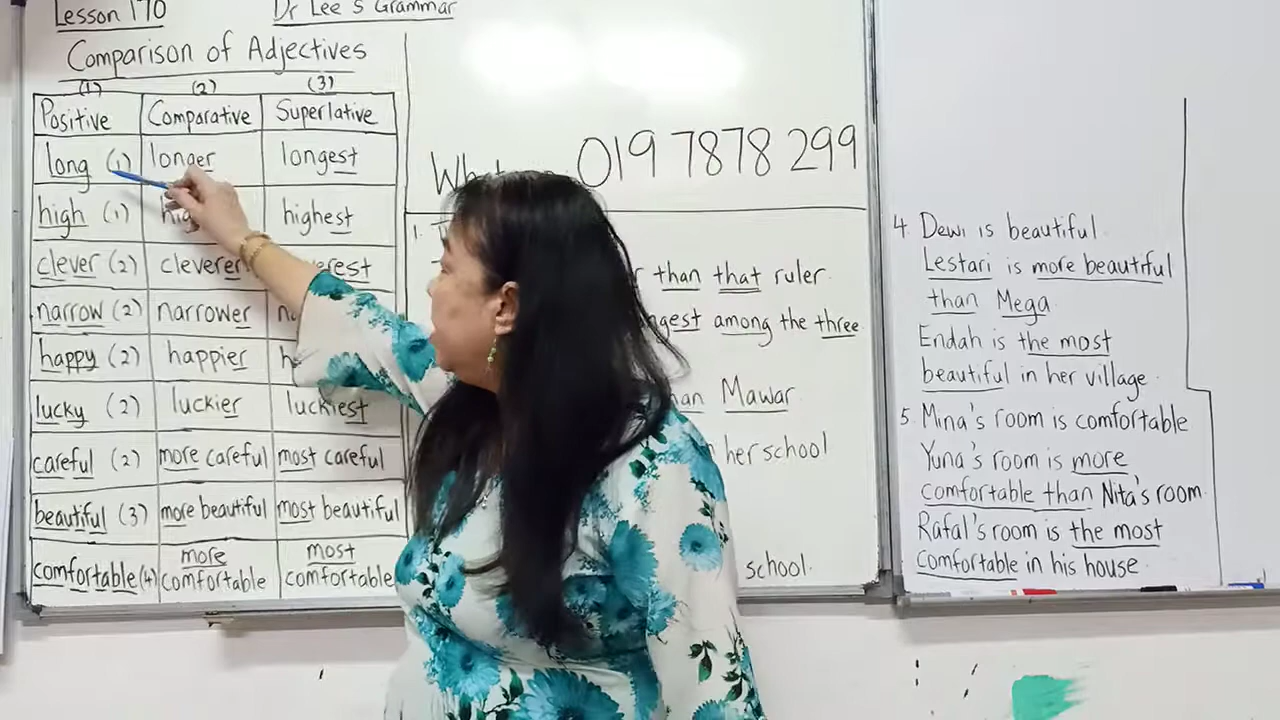 Lesson 170
Dr Lee's Grammar
Comparison of Adjectives
(1) (2) (3)
Positive Comparative Superlative
long (1) longer longest
high (1) highest
clever (2) cleverer
narrow (2) narrower
happy (2) happier
lucky (2) luckier luckiest
careful (2) more careful most careful
beautiful (3) more beautiful most beautiful
comfortable (4) more comfortable most comfortable
019 7878 299
1.
than that ruler.
among the three
Mawar
her school
school.
4. Dewi is beautiful.
Lestari is more beautiful
than Mega.
Endah is the most
beautiful in her village.
5. Mina's room is comfortable
Yuna's room is more
comfortable than Nita's room.
Rafal's room is the most
comfortable in his house.